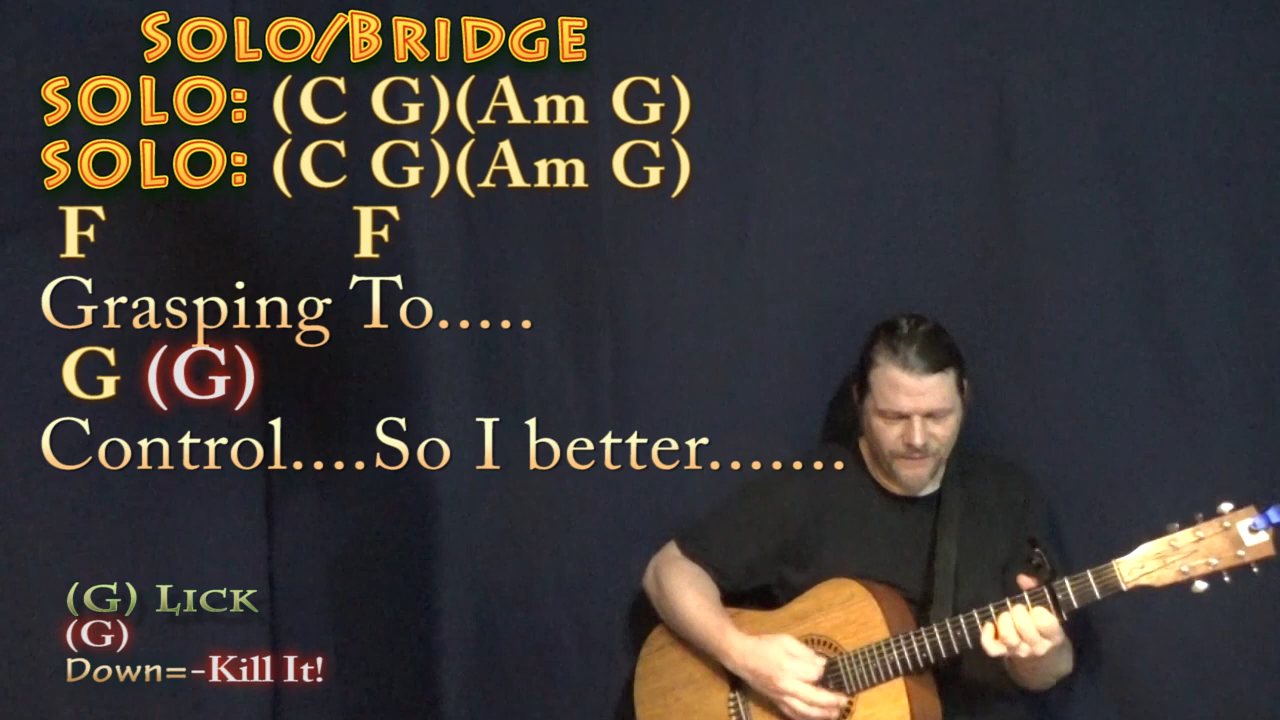 Solo/Bridge
Solo: (C G)(Am G)
Solo: (C G)(Am G)
F F
Grasping To.....
G (G)
Control....So I better.......
(G) Lick
(G)
Down=-Kill It!